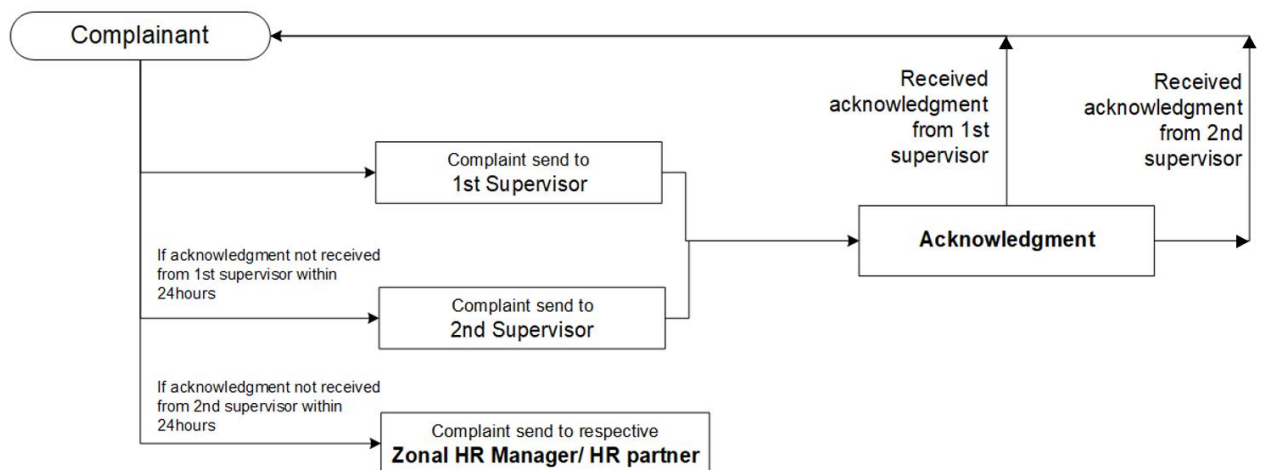 Complainant
Received
acknowledgment
from 1st
supervisor
Received
acknowledgment
from 2nd
supervisor
Complaint send to
1st Supervisor
Acknowledgment
If acknowledgment not received
from 1st supervisor within
24hours
Complaint send to
2nd Supervisor
If acknowledgment not received
from 2nd supervisor within
24hours
Complaint send to respective
Zonal HR Manager/ HR partner